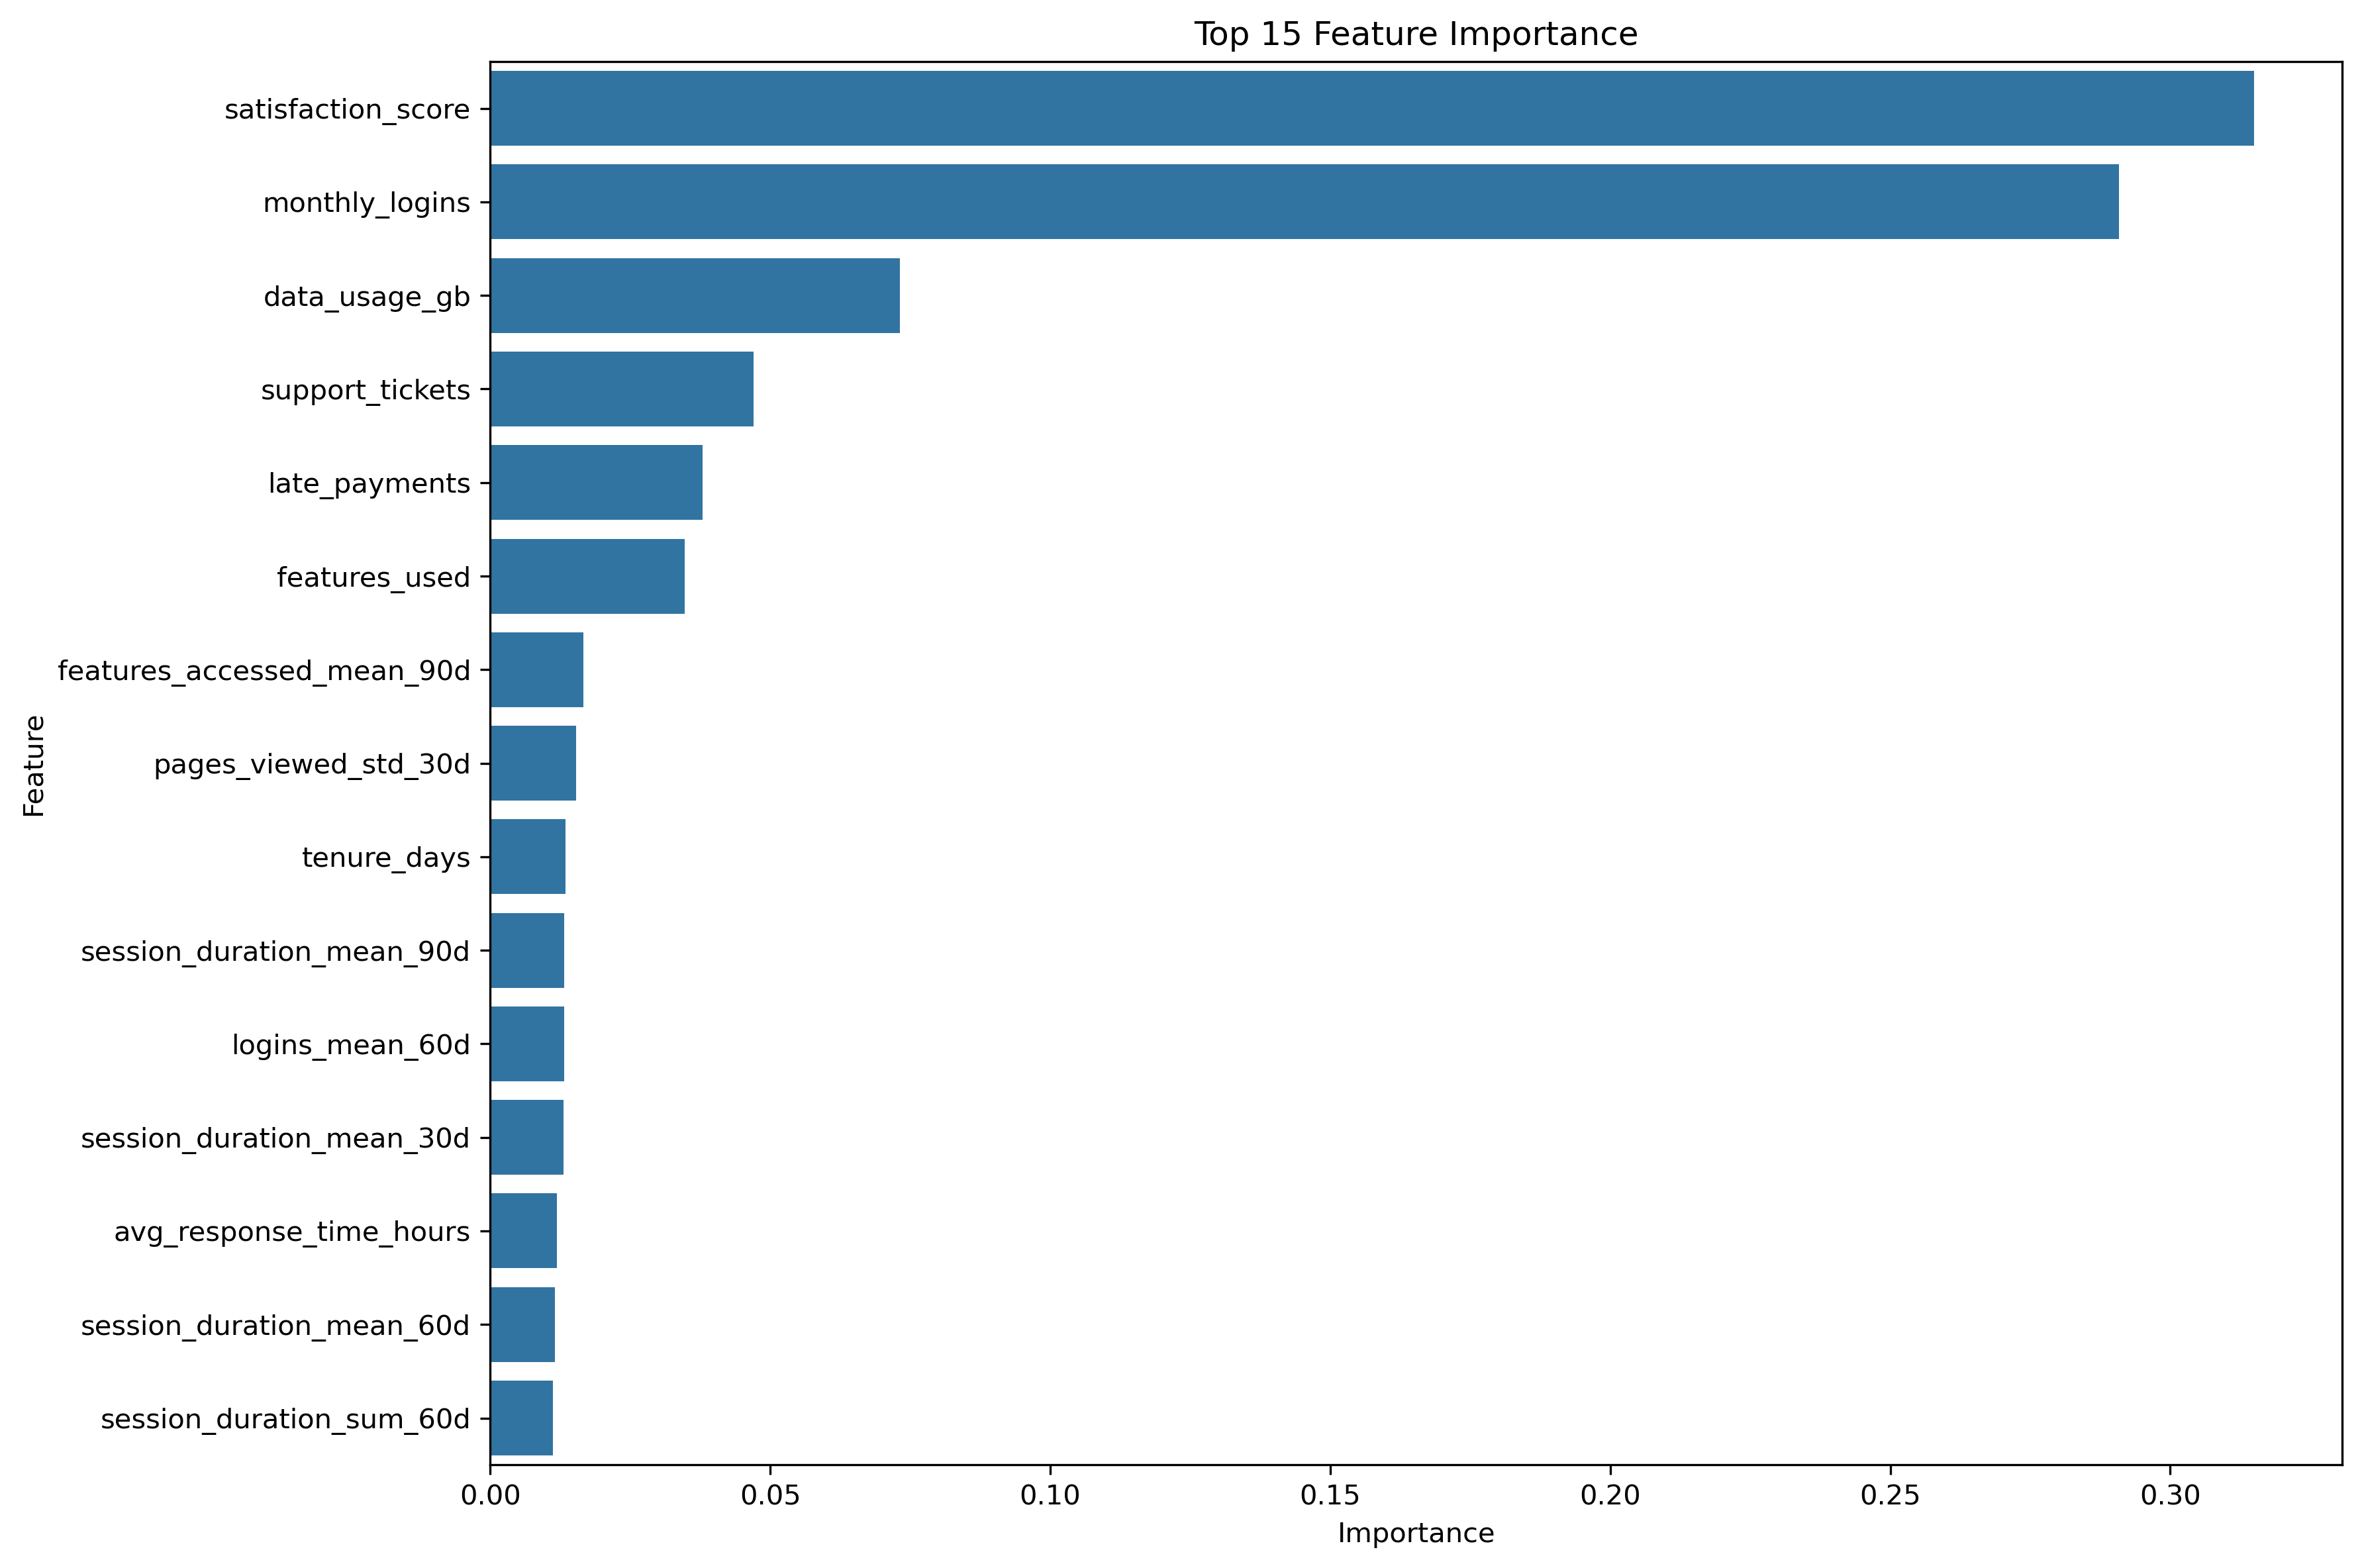 Top 15 Feature Importance
satisfaction_score
monthly_logins
data_usage_gb
support_tickets
late_payments
features_used
features_accessed_mean_90d
pages_viewed_std_30d
tenure_days
session_duration_mean_90d
logins_mean_60d
session_duration_mean_30d
avg_response_time_hours
session_duration_mean_60d
session_duration_sum_60d
Feature
0.00 0.05 0.10 0.15 0.20 0.25 0.30
Importance